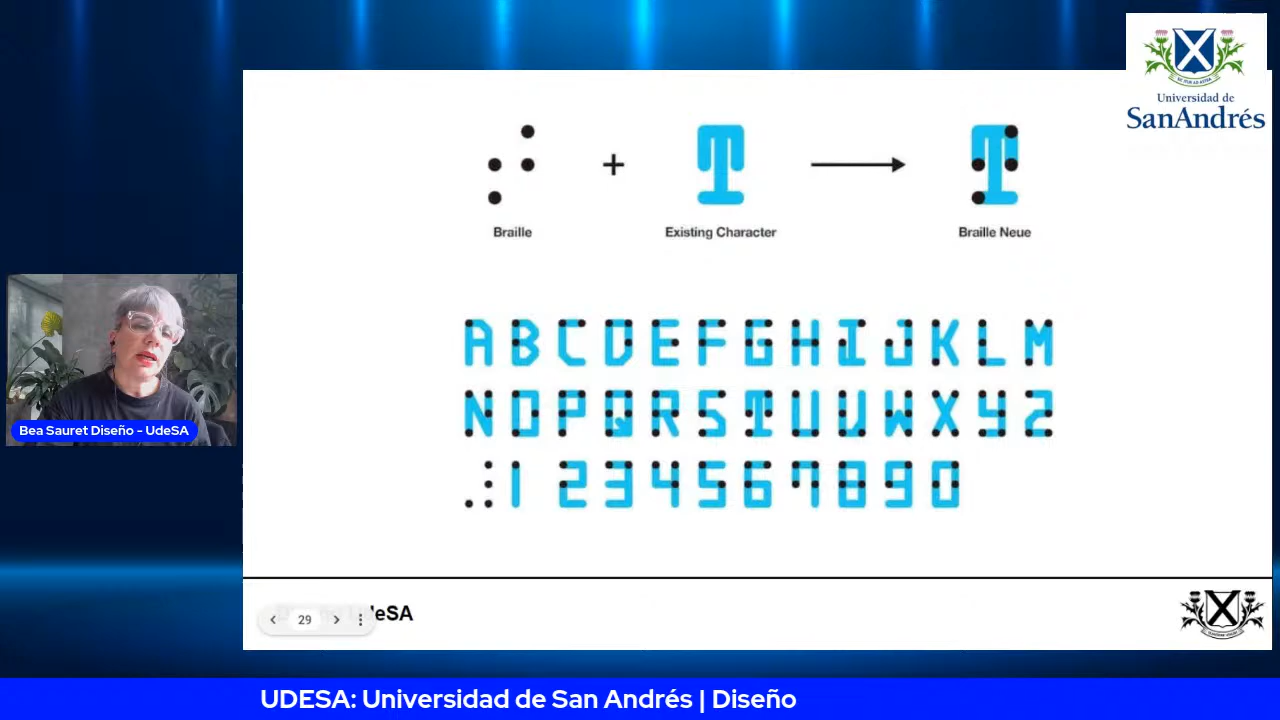 Universidad de
SanAndrés
+
Braille
Existing Character
Braille Neue
ABCDEFGHIJKLM
NOPQRSTUVWXYZ
1234567890
Bea Sauret Diseño - UdeSA
29
UDESA: Universidad de San Andrés | Diseño